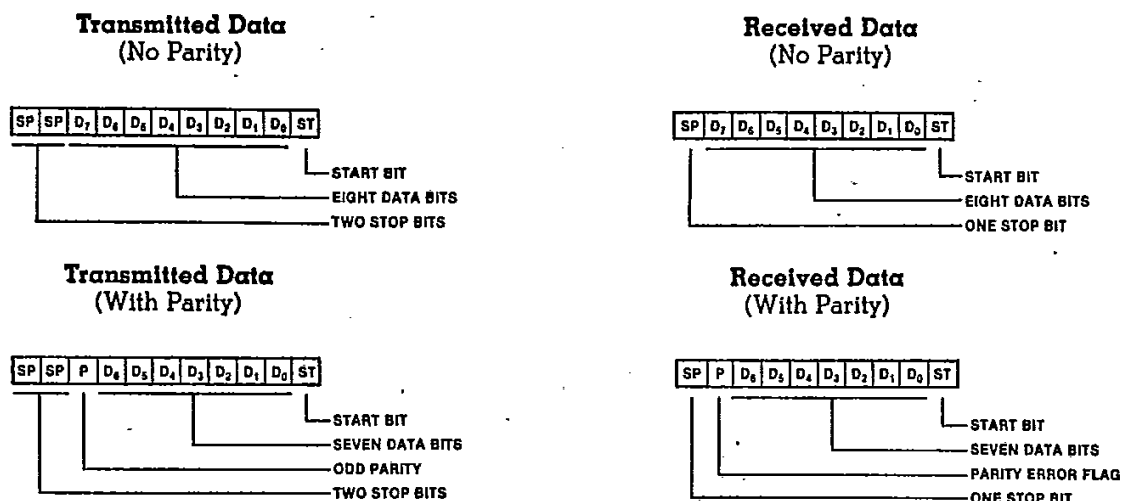 Transmitted Data
(No Parity)
SP SP D7 D6 D5 D4 D3 D2 D1 D0 ST
START BIT
EIGHT DATA BITS
TWO STOP BITS
Received Data
(No Parity)
SP D7 D6 D5 D4 D3 D2 D1 D0 ST
START BIT
EIGHT DATA BITS
ONE STOP BIT
Transmitted Data
(With Parity)
SP SP P D6 D5 D4 D3 D2 D1 D0 ST
START BIT
SEVEN DATA BITS
ODD PARITY
TWO STOP BITS
Received Data
(With Parity)
SP P D6 D5 D4 D3 D2 D1 D0 ST
START BIT
SEVEN DATA BITS
PARITY ERROR FLAG
ONE STOP BIT